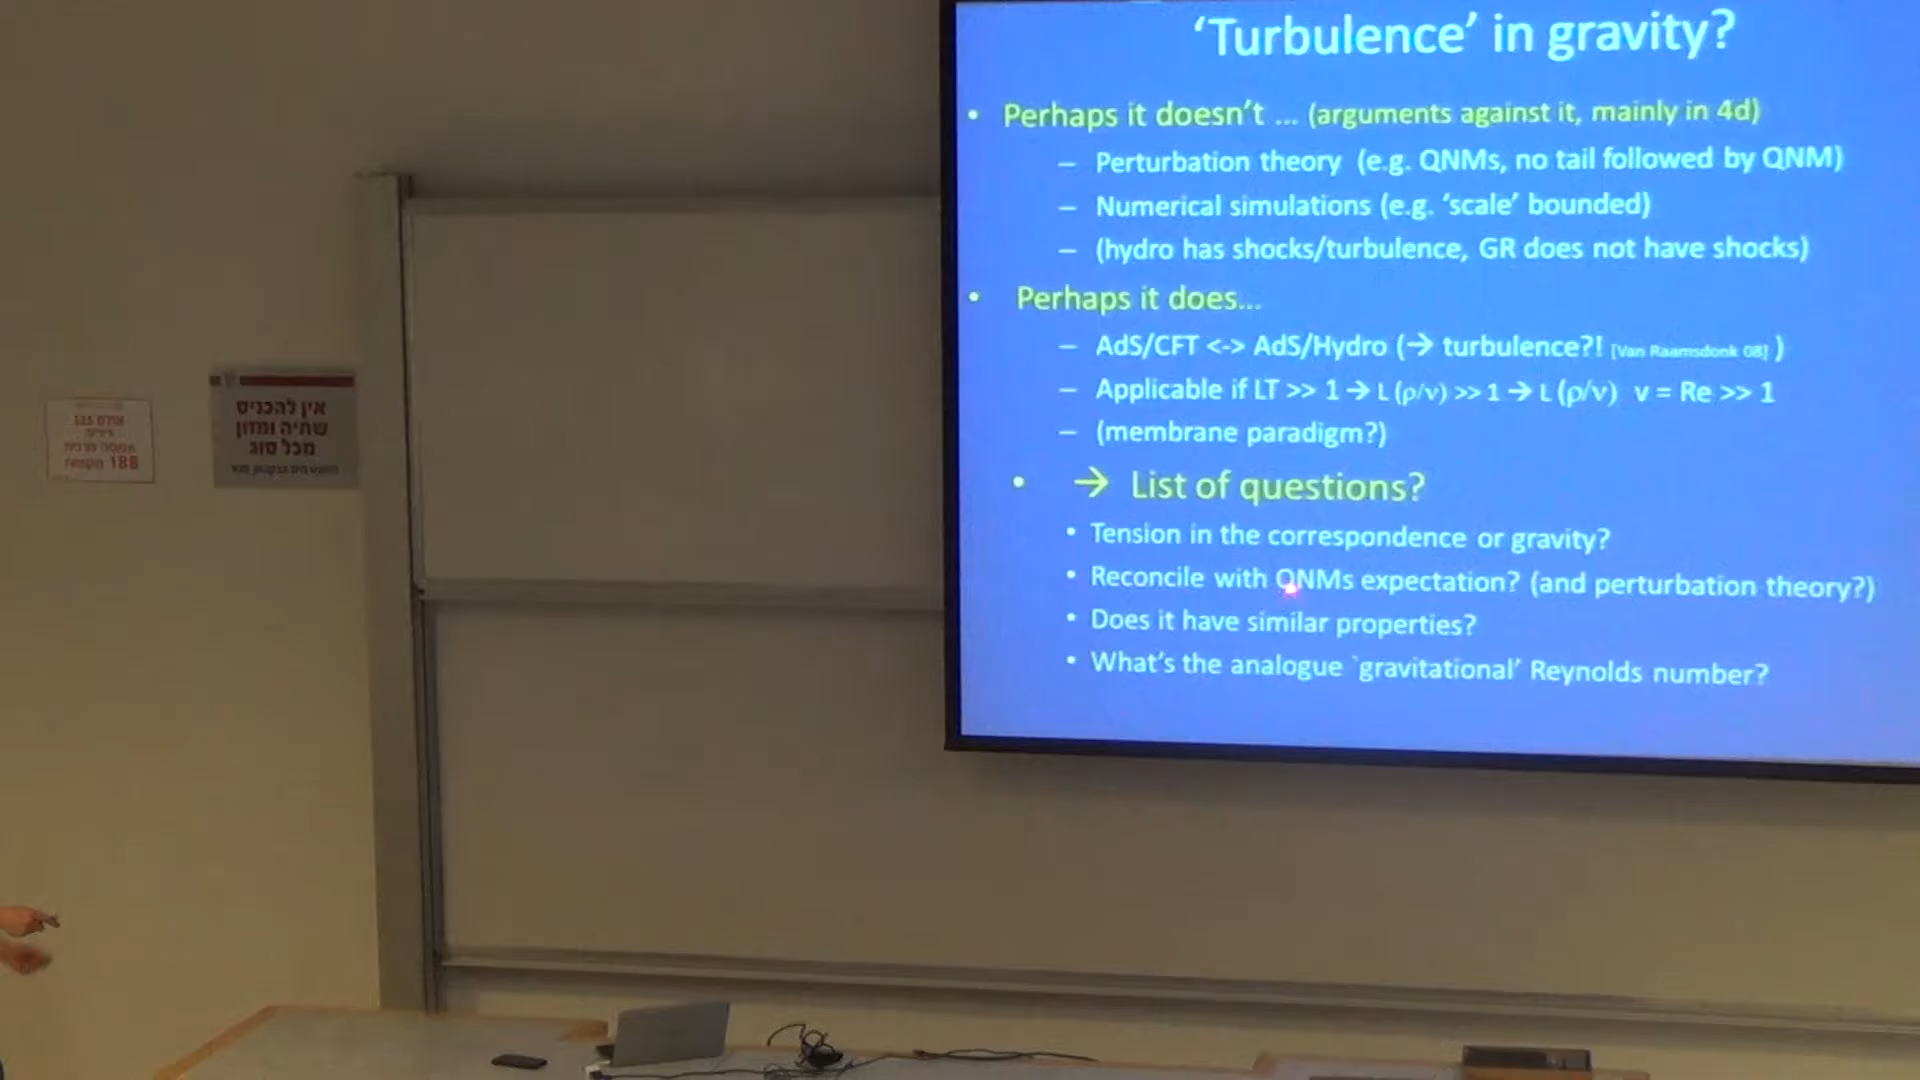 ‘Turbulence’ in gravity?
• Perhaps it doesn’t ... (arguments against it, mainly in 4d)
– Perturbation theory (e.g. QNMs, no tail followed by QNM)
– Numerical simulations (e.g. ‘scale’ bounded)
– (hydro has shocks/turbulence, GR does not have shocks)
• Perhaps it does...
– AdS/CFT <-> AdS/Hydro (→ turbulence?! [Van Raamsdonk 08] )
– Applicable if LT >> 1 → L (ρ/ν) >> 1 → L (ρ/ν) v = Re >> 1
– (membrane paradigm?)
• → List of questions?
• Tension in the correspondence or gravity?
• Reconcile with QNMs expectation? (and perturbation theory?)
• Does it have similar properties?
• What’s the analogue `gravitational’ Reynolds number?
אין להכניס
שתיה ומזון
מכל סוג
188